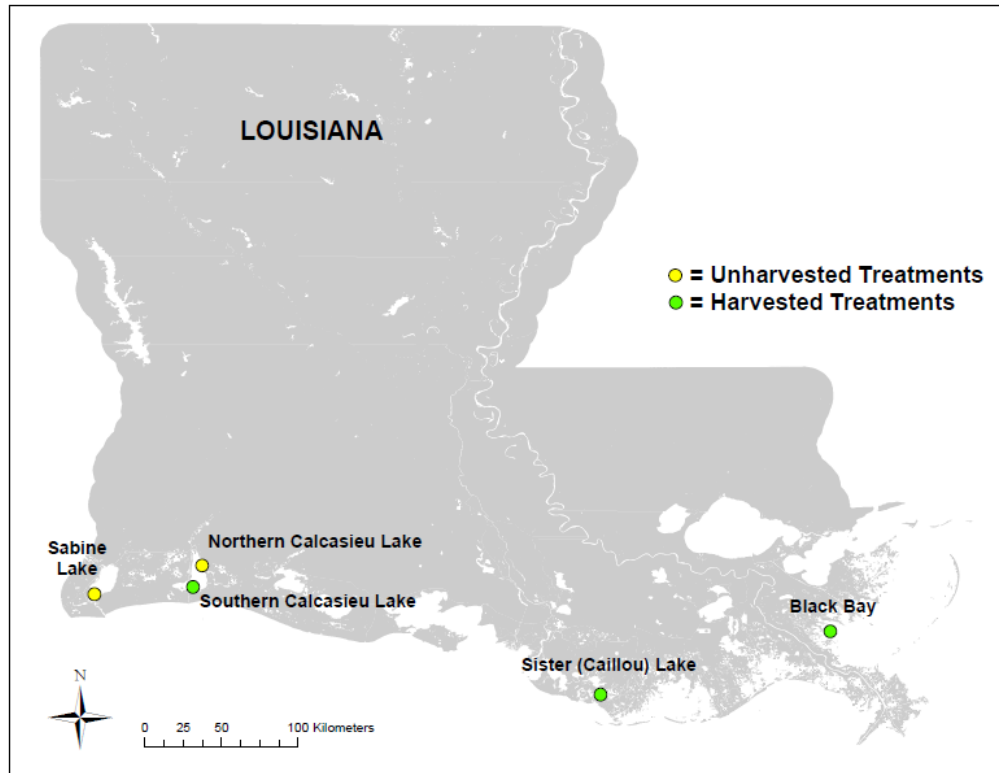 LOUISIANA
= Unharvested Treatments
= Harvested Treatments
Sabine
Lake
Northern Calcasieu Lake
Southern Calcasieu Lake
Black Bay
Sister (Caillou) Lake
N
0 25 50 100 Kilometers